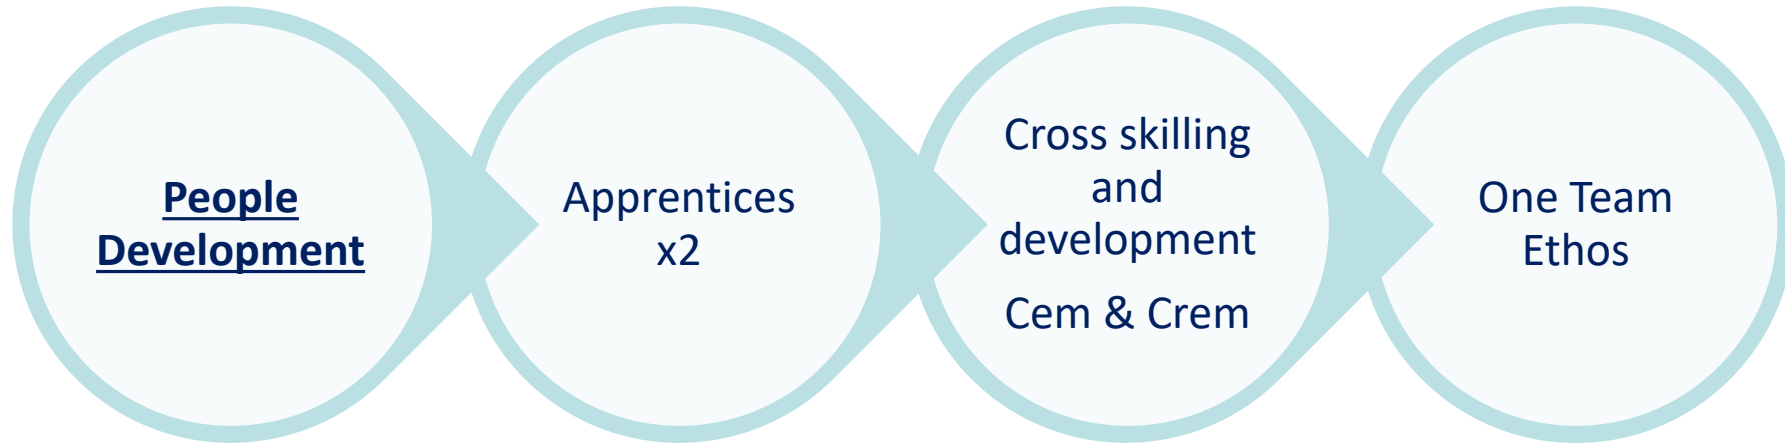 People
Development
Apprentices
x2
Cross skilling
and
development
Cem & Crem
One Team
Ethos